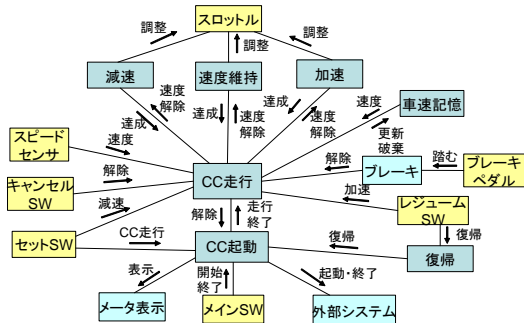 スロットル
調整
調整
調整
減速
速度維持
加速
速度
解除
達成
速度
解除
達成
速度
解除
達成
速度
車速記憶
更新
破棄
スピード
センサ
速度
解除
ブレーキ
踏む
ブレーキ
ペダル
キャンセル
SW
解除
CC走行
加速
レジューム
SW
減速
セットSW
CC走行
解除
走行
終了
CC起動
復帰
復帰
復帰
表示
開始
終了
起動・終了
メータ表示
メインSW
外部システム